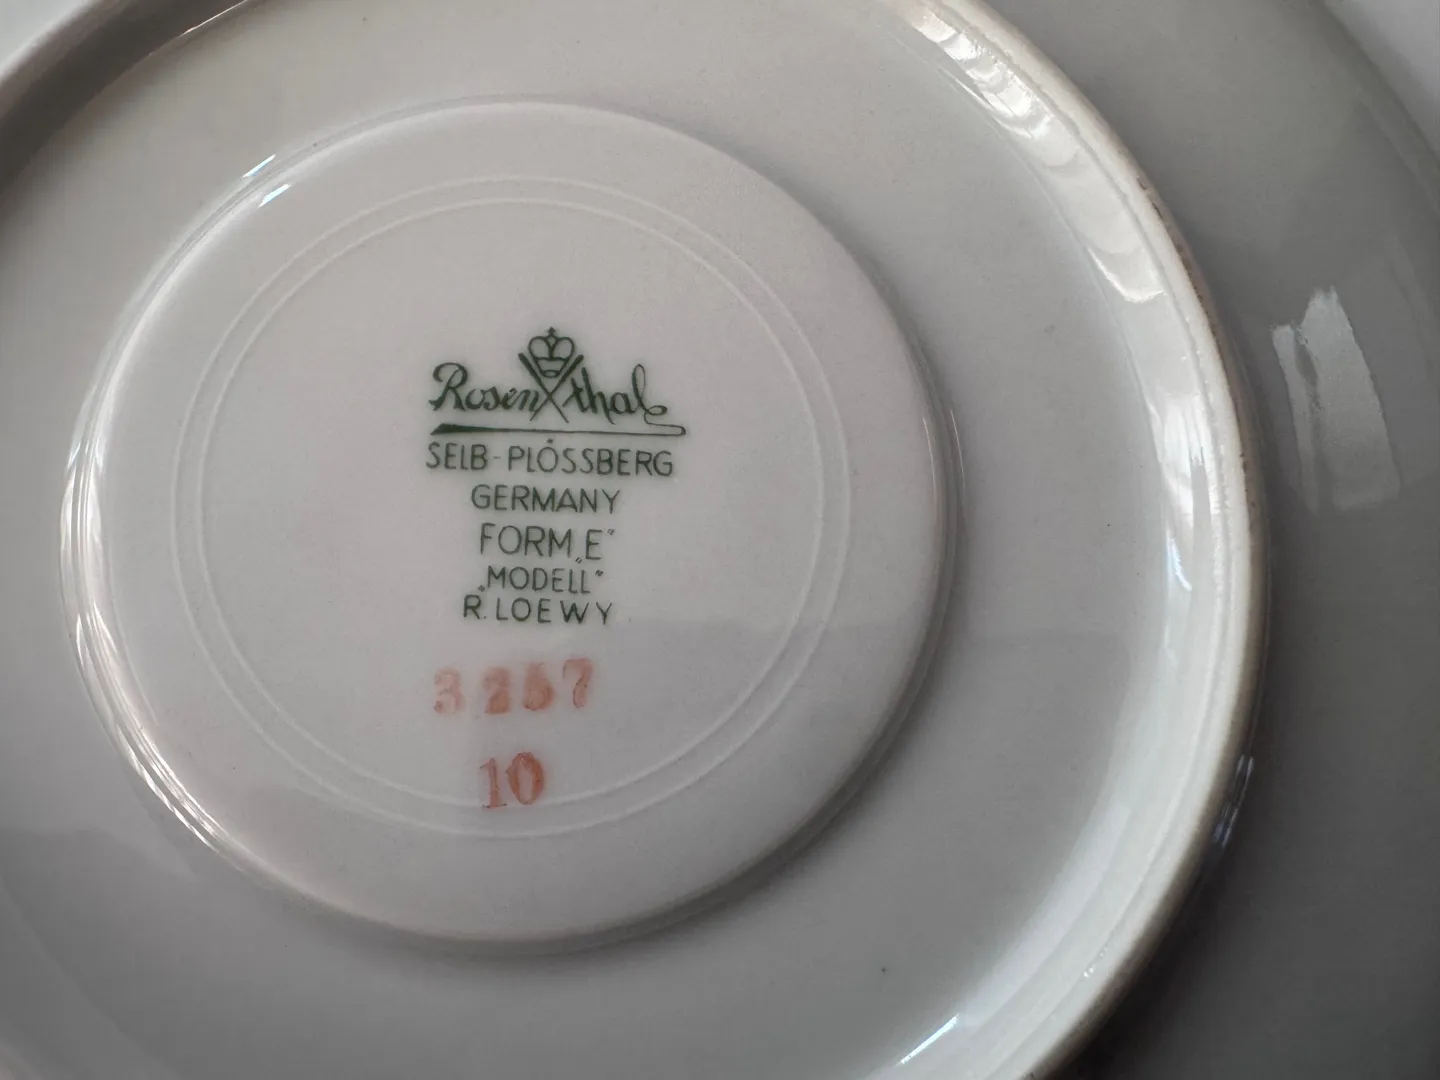 Rosenthal
SELB-PLÖSSBERG
GERMANY
FORM „E"
„MODELL"
R. LOEWY
3257
10